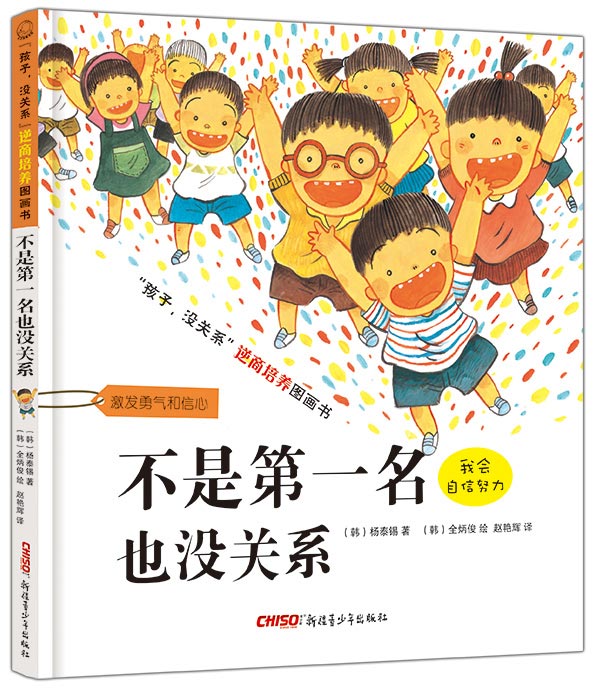 "孩子，没关系"逆商培养图画书
不是第一名也没关系
（韩）杨泰锡 著
（韩）全炳俊 绘 赵艳辉 译
CHISO
新疆青少年出版社
"孩子，没关系"逆商培养图画书
激发勇气和信心
不是第一名
也没关系
我会
自信努力
（韩）杨泰锡 著 （韩）全炳俊 绘 赵艳辉 译
CHISO 新疆青少年出版社